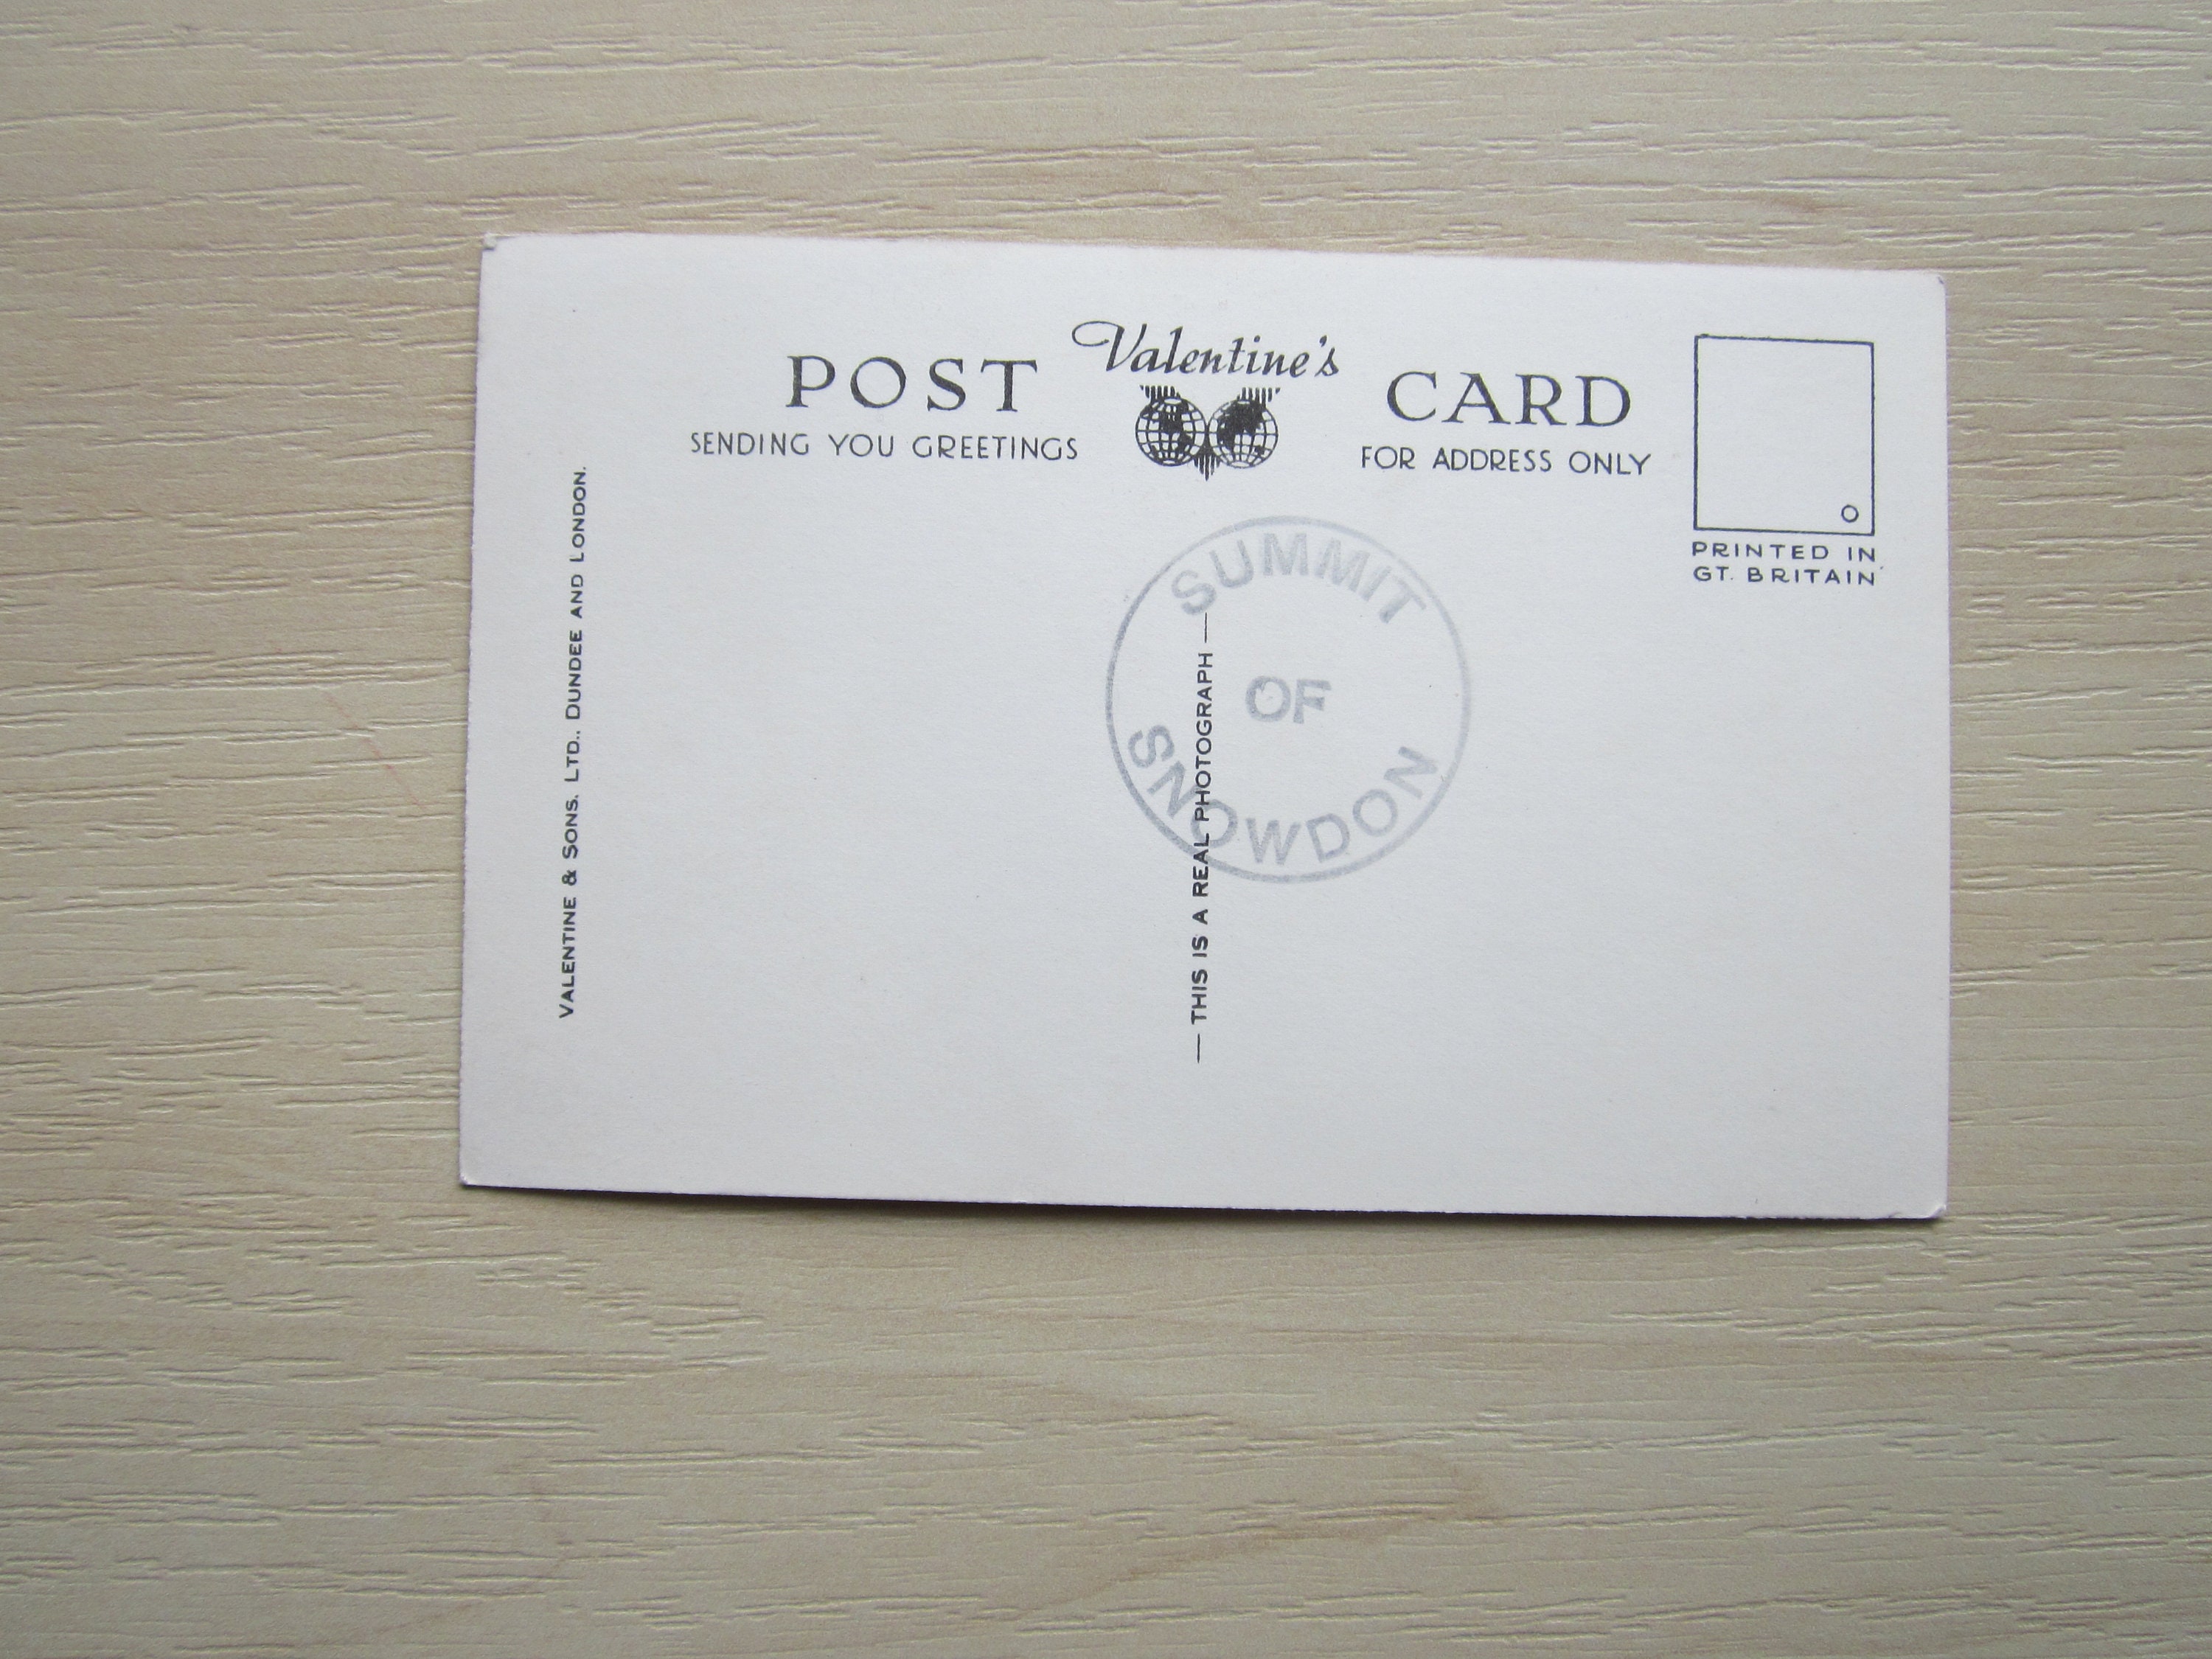 Valentine's
POST CARD
SENDING YOU GREETINGS
FOR ADDRESS ONLY
O
PRINTED IN
GT. BRITAIN
VALENTINE & SONS. LTD., DUNDEE AND LONDON.
— THIS IS A REAL PHOTOGRAPH —
SUMMIT
OF
SNOWDON